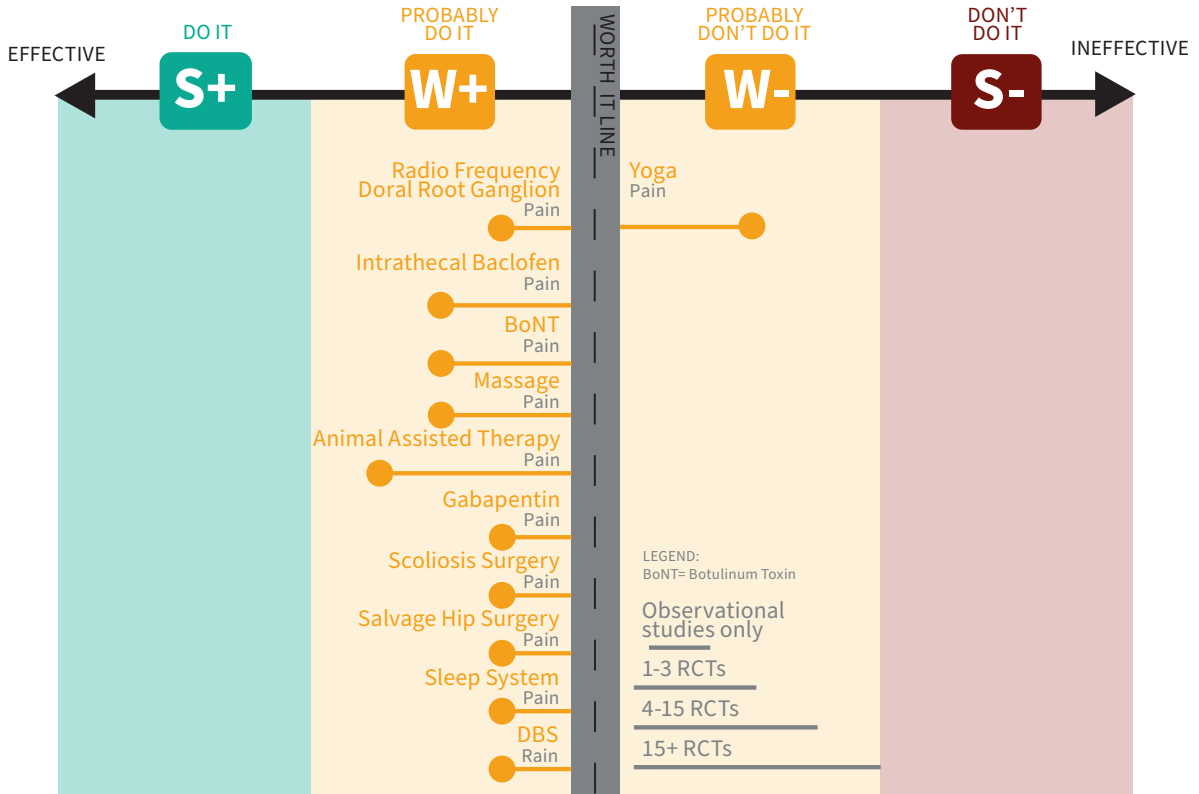 EFFECTIVE
DO IT
S+
PROBABLY
DO IT
W+
WORTH IT LINE
PROBABLY
DON'T DO IT
W-
DON'T
DO IT
S-
INEFFECTIVE
Radio Frequency
Doral Root Ganglion
Pain
Yoga
Pain
Intrathecal Baclofen
Pain
BoNT
Pain
Massage
Pain
Animal Assisted Therapy
Pain
Gabapentin
Pain
Scoliosis Surgery
Pain
Salvage Hip Surgery
Pain
Sleep System
Pain
DBS
Rain
LEGEND:
BoNT= Botulinum Toxin
Observational
studies only
1-3 RCTs
4-15 RCTs
15+ RCTs